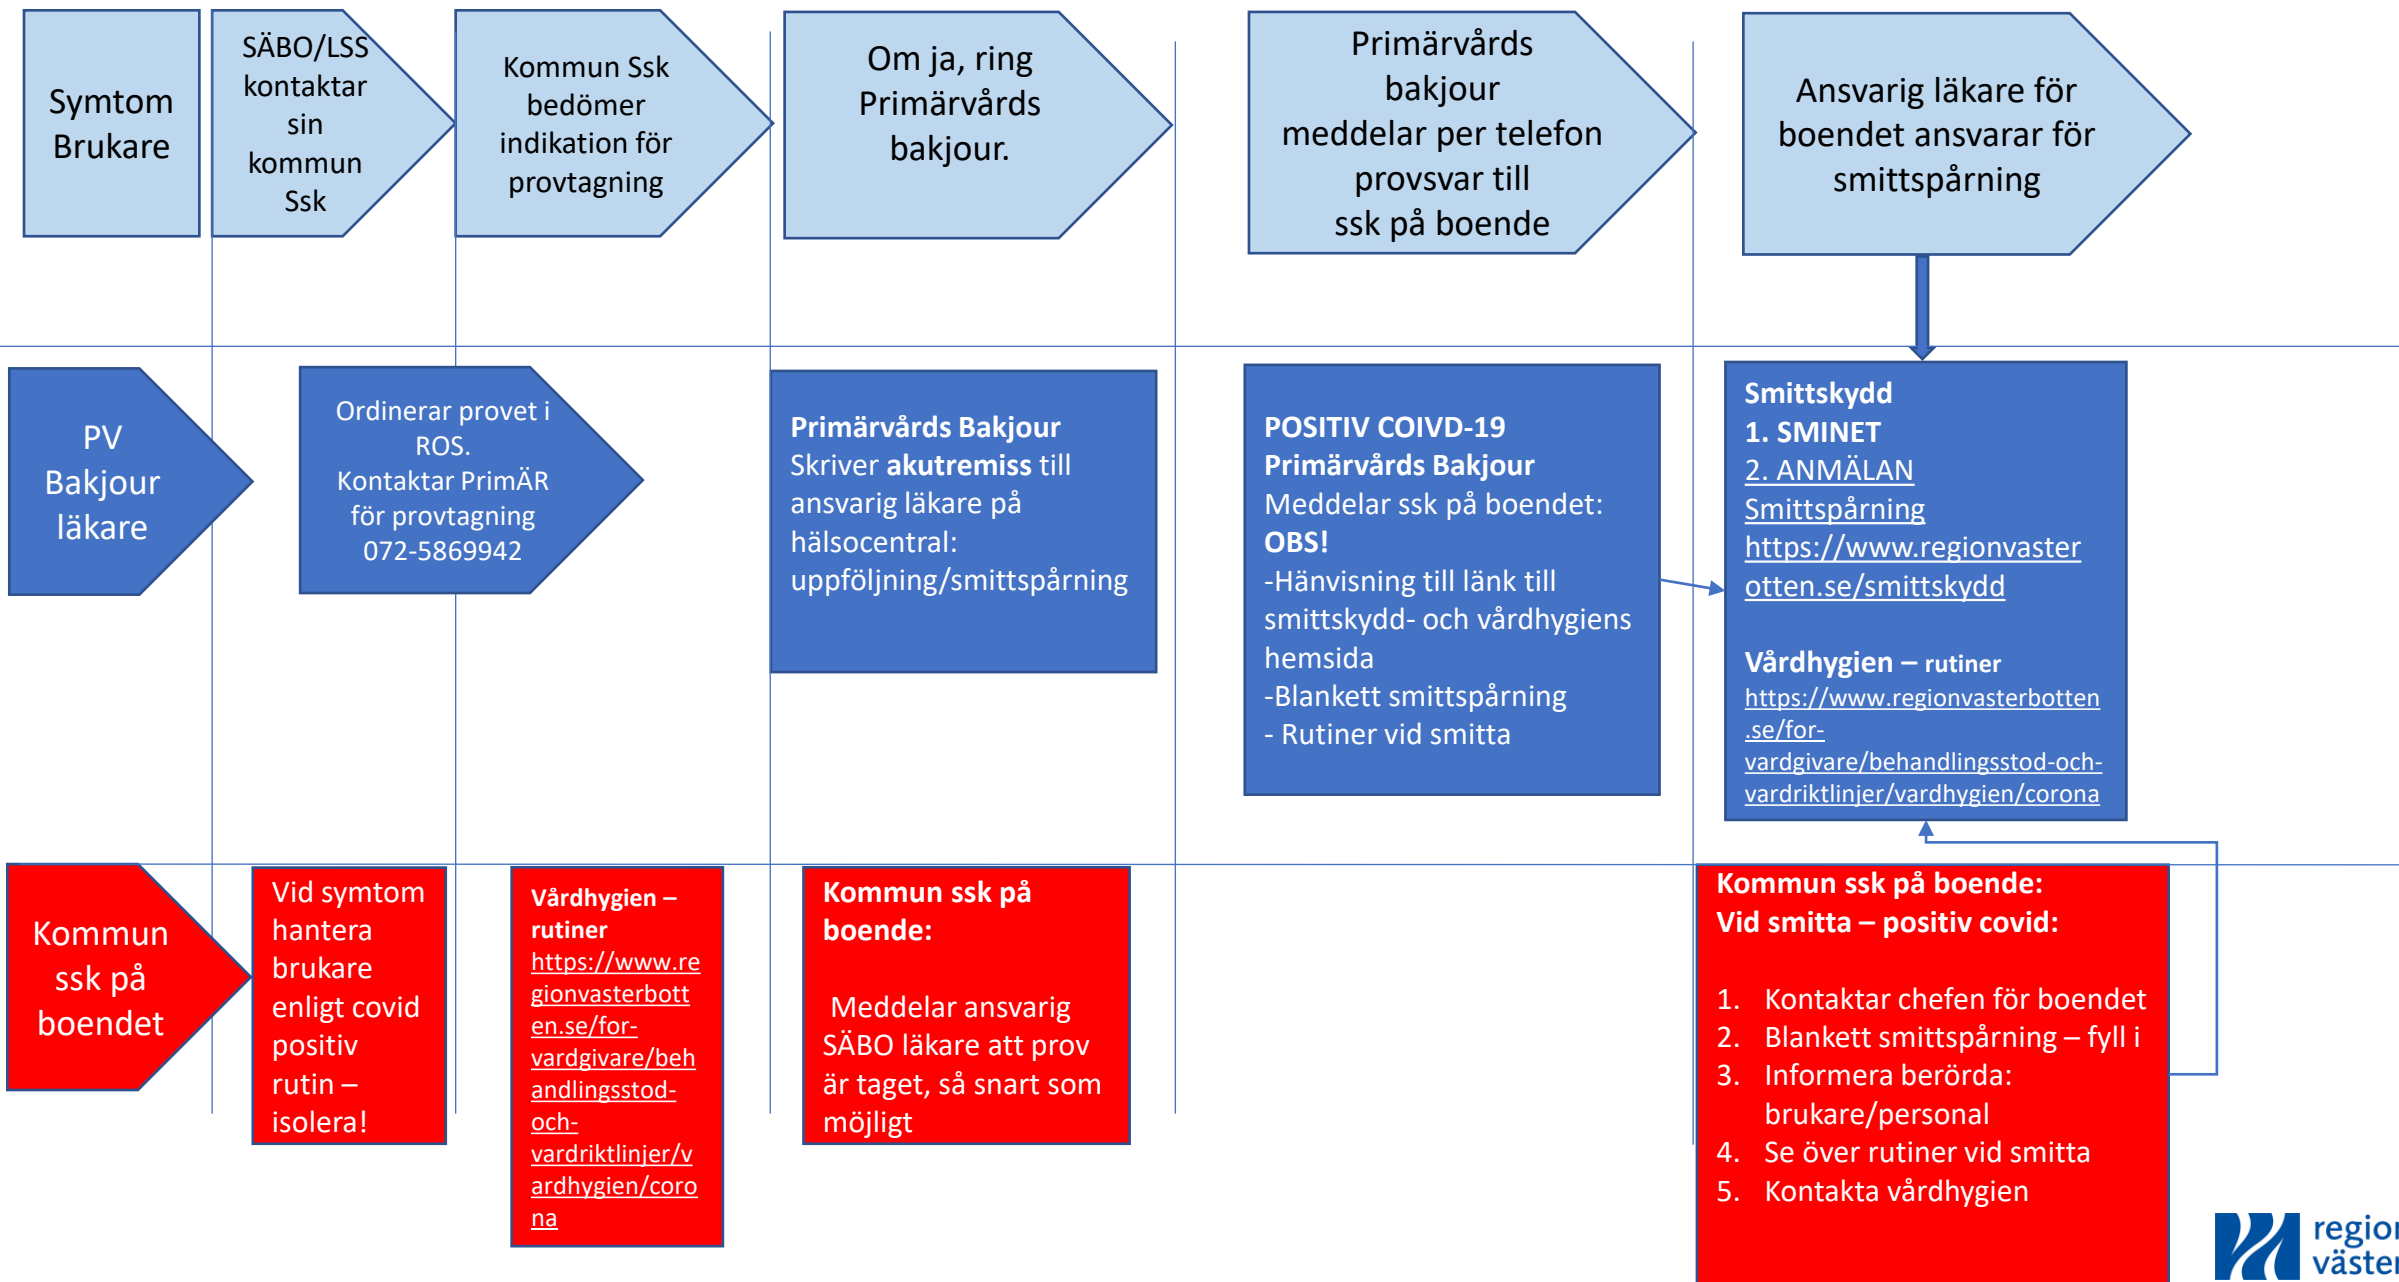 Symtom
Brukare
SÄBO/LSS
kontaktar
sin
kommun
Ssk
Kommun Ssk
bedömer
indikation för
provtagning
Om ja, ring
Primärvårds
bakjour.
Primärvårds
bakjour
meddelar per telefon
provsvar till
ssk på boende
Ansvarig läkare för
boendet ansvarar för
smittspårning
PV
Bakjour
läkare
Ordinerar provet i
ROS.
Kontaktar PrimÄR
för provtagning
072-5869942
Primärvårds Bakjour
Skriver akutremiss till
ansvarig läkare på
hälsocentral:
uppföljning/smittspårning
POSITIV COIVD-19
Primärvårds Bakjour
Meddelar ssk på boendet:
OBS!
-Hänvisning till länk till
smittskydd- och vårdhygiens
hemsida
-Blankett smittspårning
- Rutiner vid smitta
Smittskydd
1. SMINET
2. ANMÄLAN
Smittspårning
https://www.regionvaster
otten.se/smittskydd
Vårdhygien – rutiner
https://www.regionvasterbotten
.se/for-
vardgivare/behandlingsstod-och-
vardriktlinjer/vardhygien/corona
Kommun
ssk på
boendet
Vid symtom
hantera
brukare
enligt covid
positiv
rutin –
isolera!
Vårdhygien –
rutiner
https://www.re
gionvasterbott
en.se/for-
vardgivare/beh
andlingsstod-
och-
vardriktlinjer/v
ardhygien/coro
na
Kommun ssk på
boende:
Meddelar ansvarig
SÄBO läkare att prov
är taget, så snart som
möjligt
Kommun ssk på boende:
Vid smitta – positiv covid:
1. Kontaktar chefen för boendet
2. Blankett smittspårning – fyll i
3. Informera berörda:
brukare/personal
4. Se över rutiner vid smitta
5. Kontakta vårdhygien
region
väster